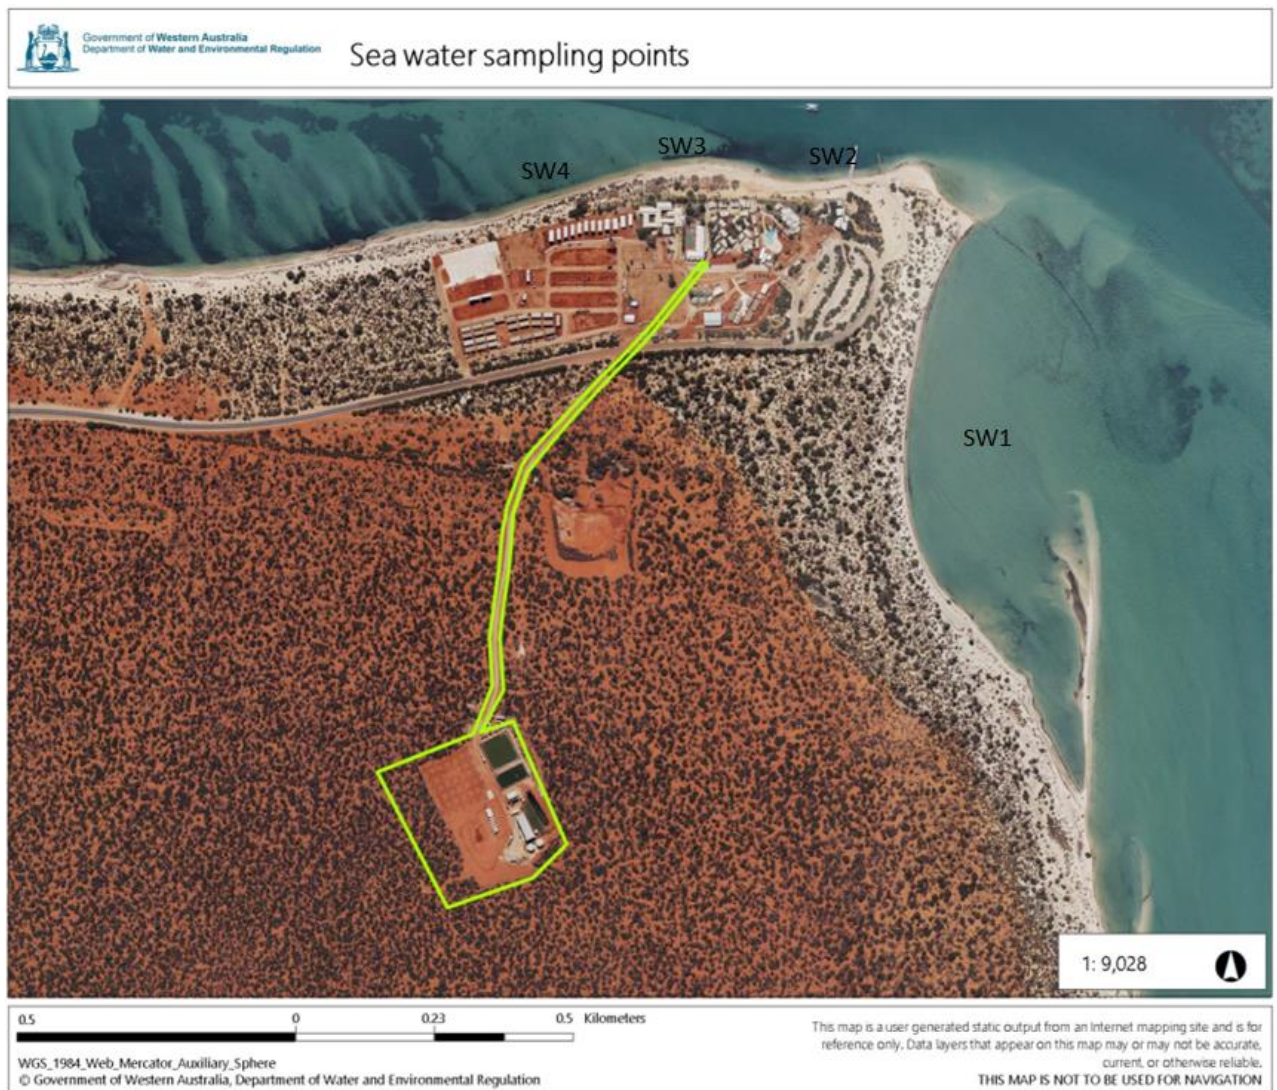 Government of Western Australia
Department of Water and Environmental Regulation
Sea water sampling points
SW3
SW2
SW4
SW1
1: 9,028
0.5 0 0.23 0.5 Kilometers
WGS_1984_Web_Mercator_Auxiliary_Sphere
© Government of Western Australia, Department of Water and Environmental Regulation
This map is a user generated static output from an Internet mapping site and is for
reference only. Data layers that appear on this map may or may not be accurate,
current, or otherwise reliable.
THIS MAP IS NOT TO BE USED FOR NAVIGATION